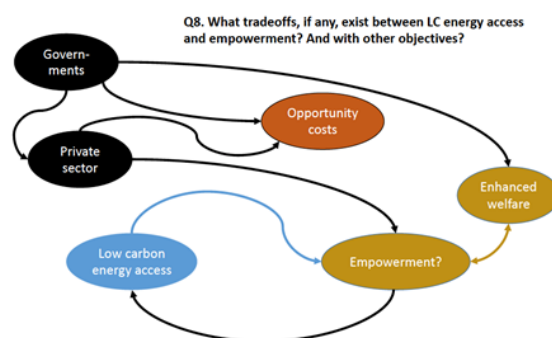 Q8. What tradeoffs, if any, exist between LC energy access
and empowerment? And with other objectives?
Govern-
ments
Opportunity
costs
Private
sector
Enhanced
welfare
Low carbon
energy access
Empowerment?